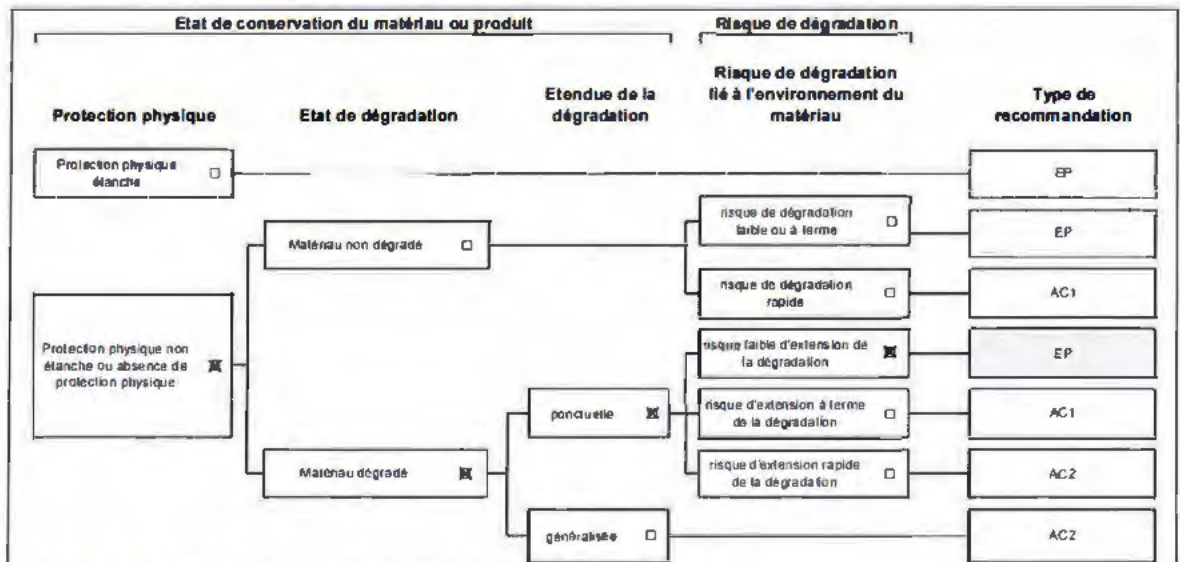 Etat de conservation du matériau ou produit
Risque de dégradation
Protection physique
Etat de dégradation
Etendue de la
dégradation
Risque de dégradation
lié à l'environnement du
matériau
Type de
recommandation
Protection physique
étanche
EP
Matériau non dégradé
risque de dégradation
faible ou à terme
EP
risque de dégradation
rapide
AC1
Protection physique non
étanche ou absence de
protection physique
risque faible d'extension de
la dégradation
EP
ponctuelle
risque d'extension à terme
de la dégradation
AC1
Matériau dégradé
risque d'extension rapide
de la dégradation
AC2
généralisée
AC2